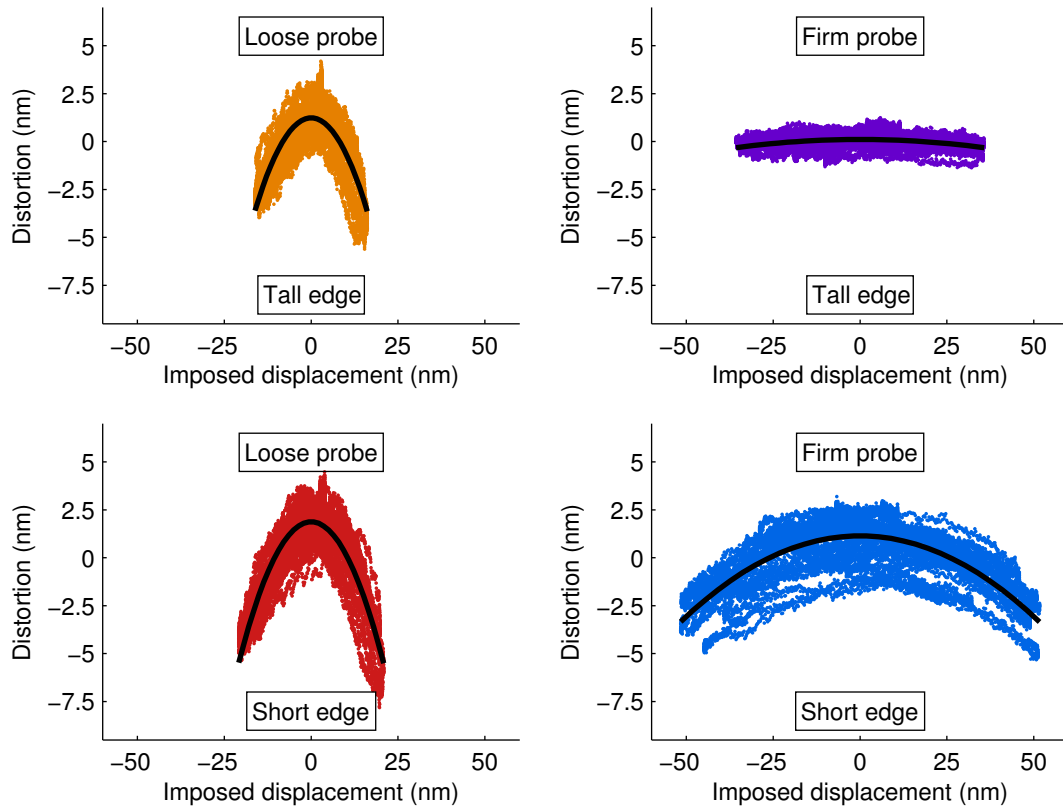 Loose probe
5
2.5
0
−2.5
−5
−7.5
Distortion (nm)
Tall edge
−50 −25 0 25 50
Imposed displacement (nm)
Firm probe
5
2.5
0
−2.5
−5
−7.5
Distortion (nm)
Tall edge
−50 −25 0 25 50
Imposed displacement (nm)
Loose probe
5
2.5
0
−2.5
−5
−7.5
Distortion (nm)
Short edge
−50 −25 0 25 50
Imposed displacement (nm)
Firm probe
5
2.5
0
−2.5
−5
−7.5
Distortion (nm)
Short edge
−50 −25 0 25 50
Imposed displacement (nm)